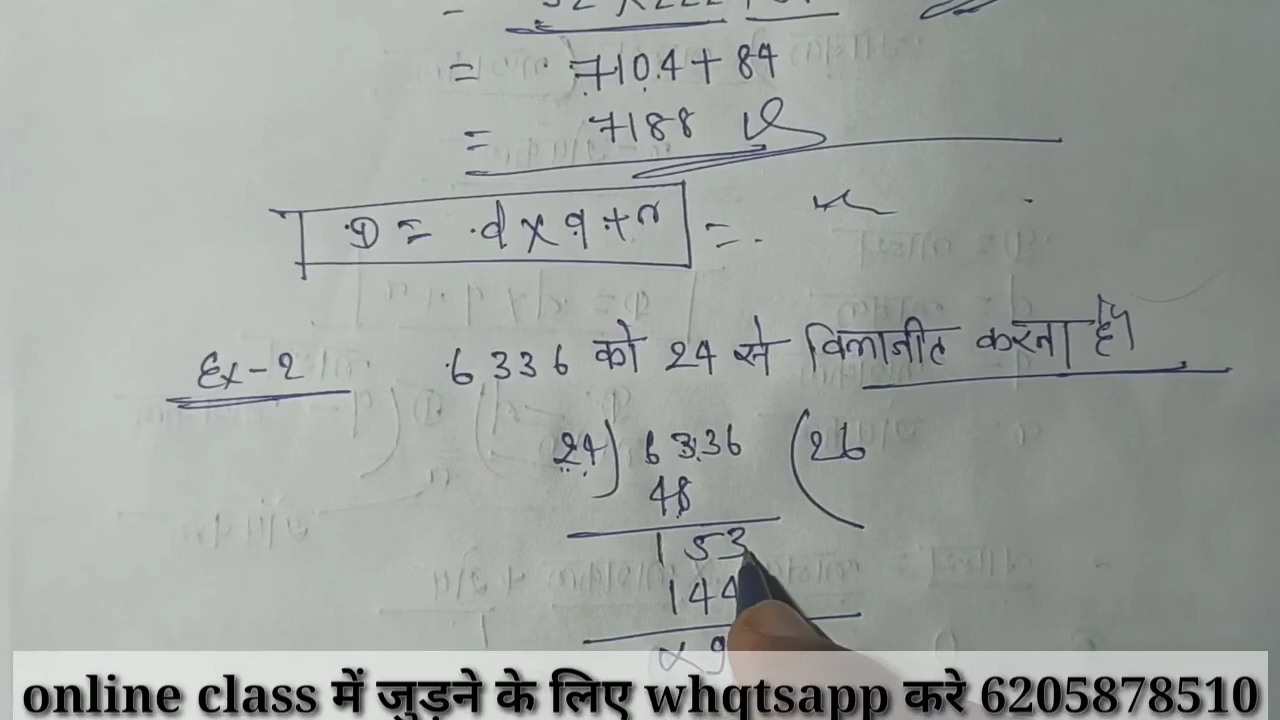 = 7104 + 84
= 7188
D = d × q + r =
Ex-2 6336 को 24 से विभाजीत करना है।
24) 6336 (26
48
153
144
×9
online class में जुड़ने के लिए whqtsapp करे 6205878510